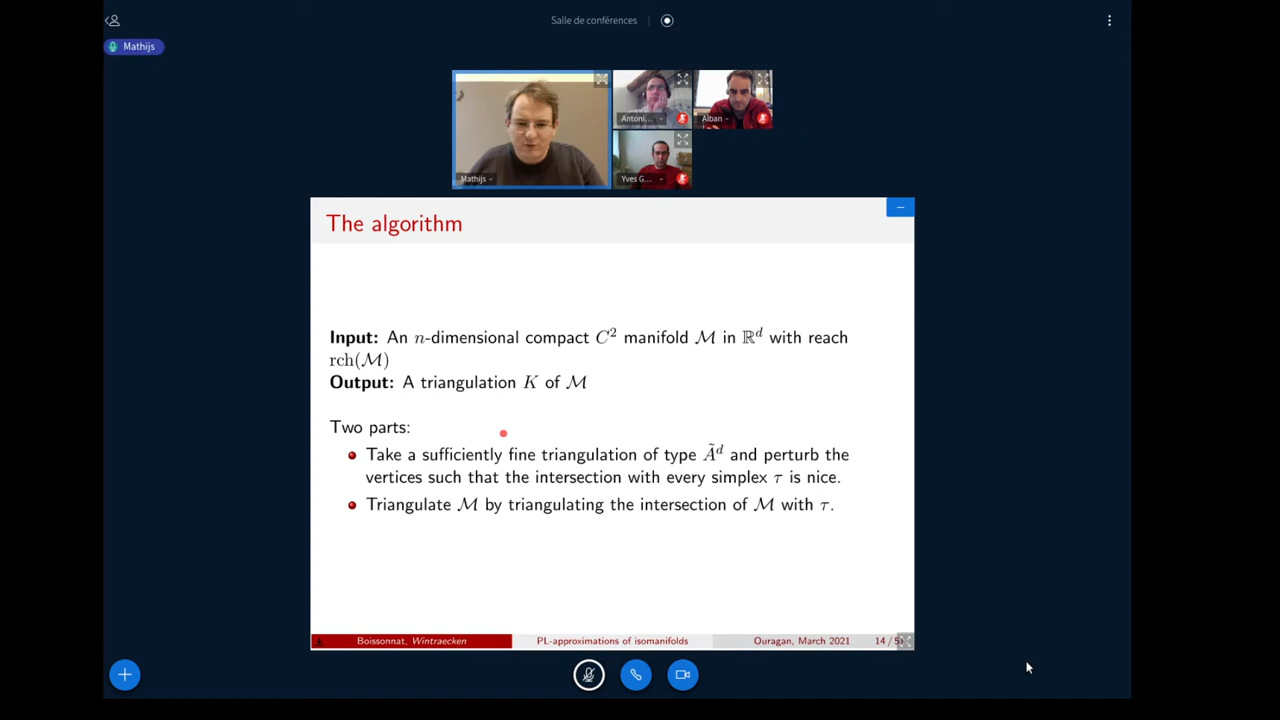 Salle de conférences
Mathijs
Antoni...
Alban
Mathijs
Yves G...
The algorithm
Input: An n-dimensional compact C² manifold ℳ in ℝᵈ with reach
rch(ℳ)
Output: A triangulation K of ℳ
Two parts:
Take a sufficiently fine triangulation of type Ãᵈ and perturb the
vertices such that the intersection with every simplex τ is nice.
Triangulate ℳ by triangulating the intersection of ℳ with τ.
Boissonnat, Wintraecken PL-approximations of isomanifolds Ouragan, March 2021 14 / 5